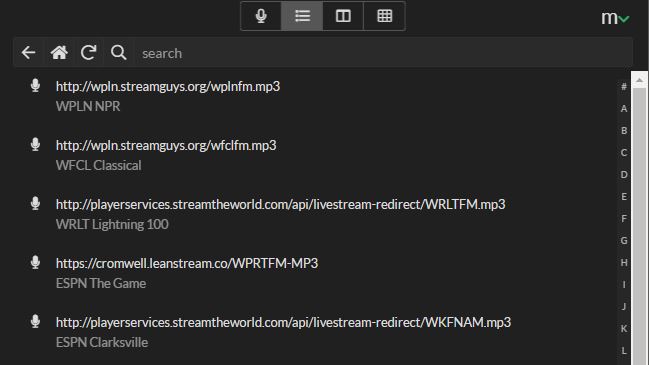 m
search
http://wpln.streamguys.org/wplnfm.mp3
WPLN NPR
http://wpln.streamguys.org/wfclfm.mp3
WFCL Classical
http://playerservices.streamtheworld.com/api/livestream-redirect/WRLTFM.mp3
WRLT Lightning 100
https://cromwell.leanstream.co/WPRTFM-MP3
ESPN The Game
http://playerservices.streamtheworld.com/api/livestream-redirect/WKFNAM.mp3
ESPN Clarksville
#
A
B
C
D
E
F
G
H
I
J
K
L